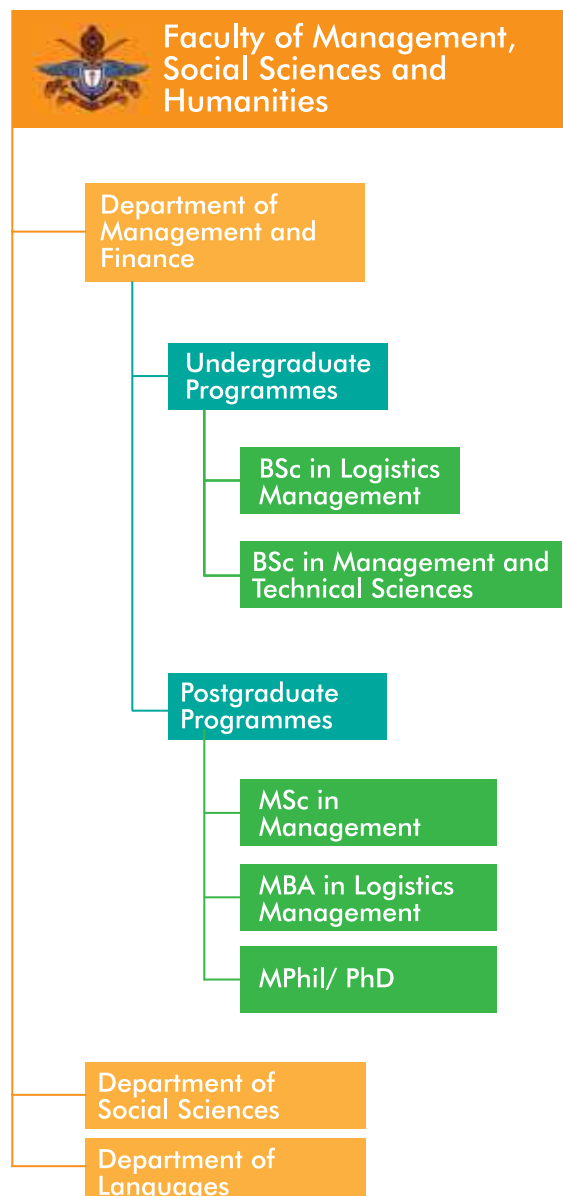 Faculty of Management,
Social Sciences and
Humanities
Department of
Management and
Finance
Undergraduate
Programmes
BSc in Logistics
Management
BSc in Management and
Technical Sciences
Postgraduate
Programmes
MSc in
Management
MBA in Logistics
Management
MPhil/ PhD
Department of
Social Sciences
Department of
Languages